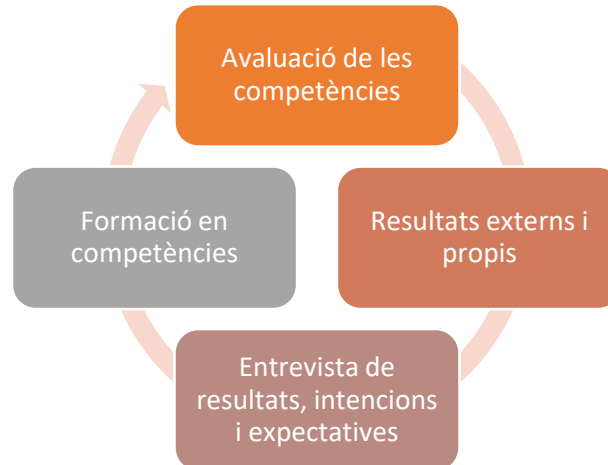 Avaluació de les
competències
Resultats externs i
propis
Entrevista de
resultats, intencions
i expectatives
Formació en
competències